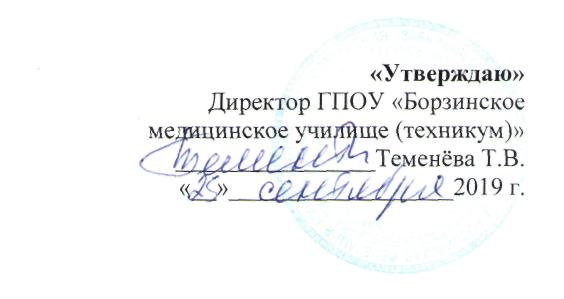 «Утверждаю»
Директор ГПОУ «Борзинское
медицинское училище (техникум)»
Теменёва Т.В.
«25» сентября 2019 г.